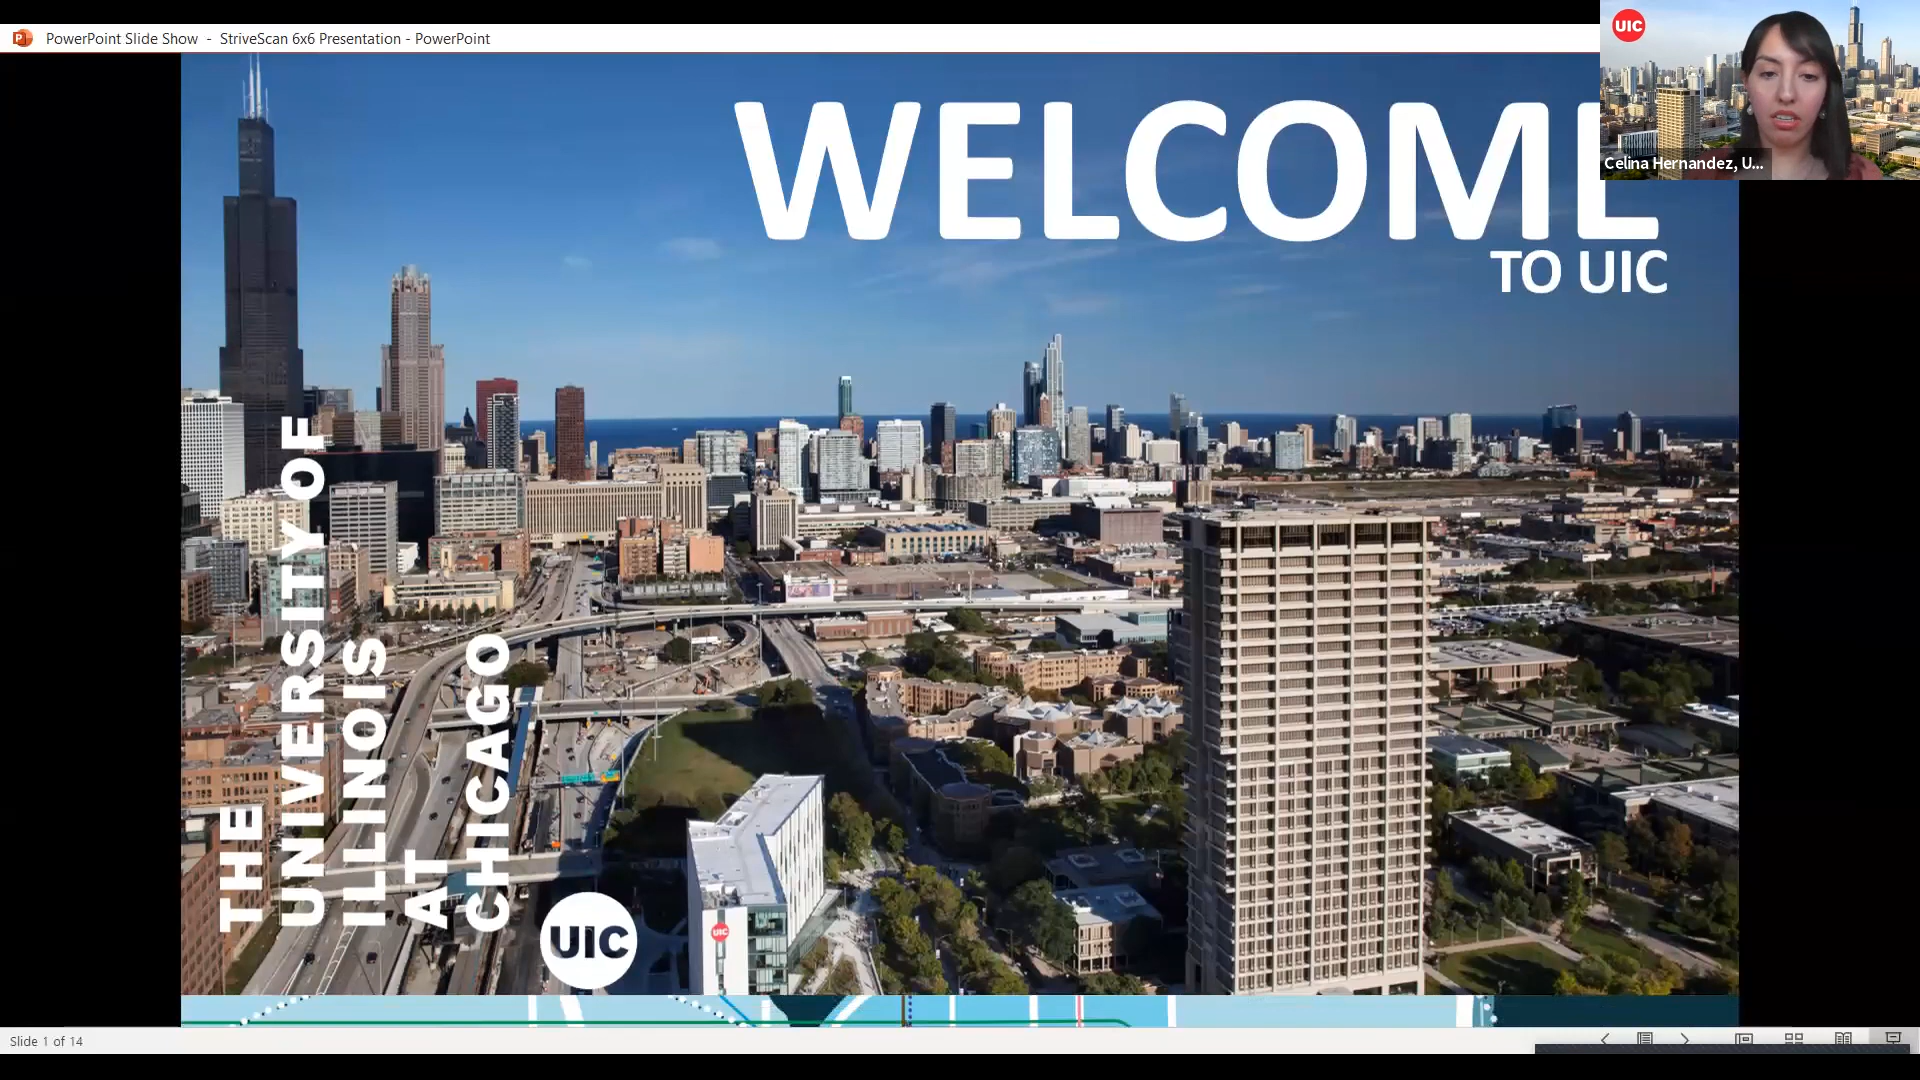 PowerPoint Slide Show - StriveScan 6x6 Presentation - PowerPoint
UIC
Celina Hernandez, U...
WELCOME
TO UIC
THE
UNIVERSITY OF
ILLINOIS
AT
CHICAGO
UIC
UIC
Slide 1 of 14